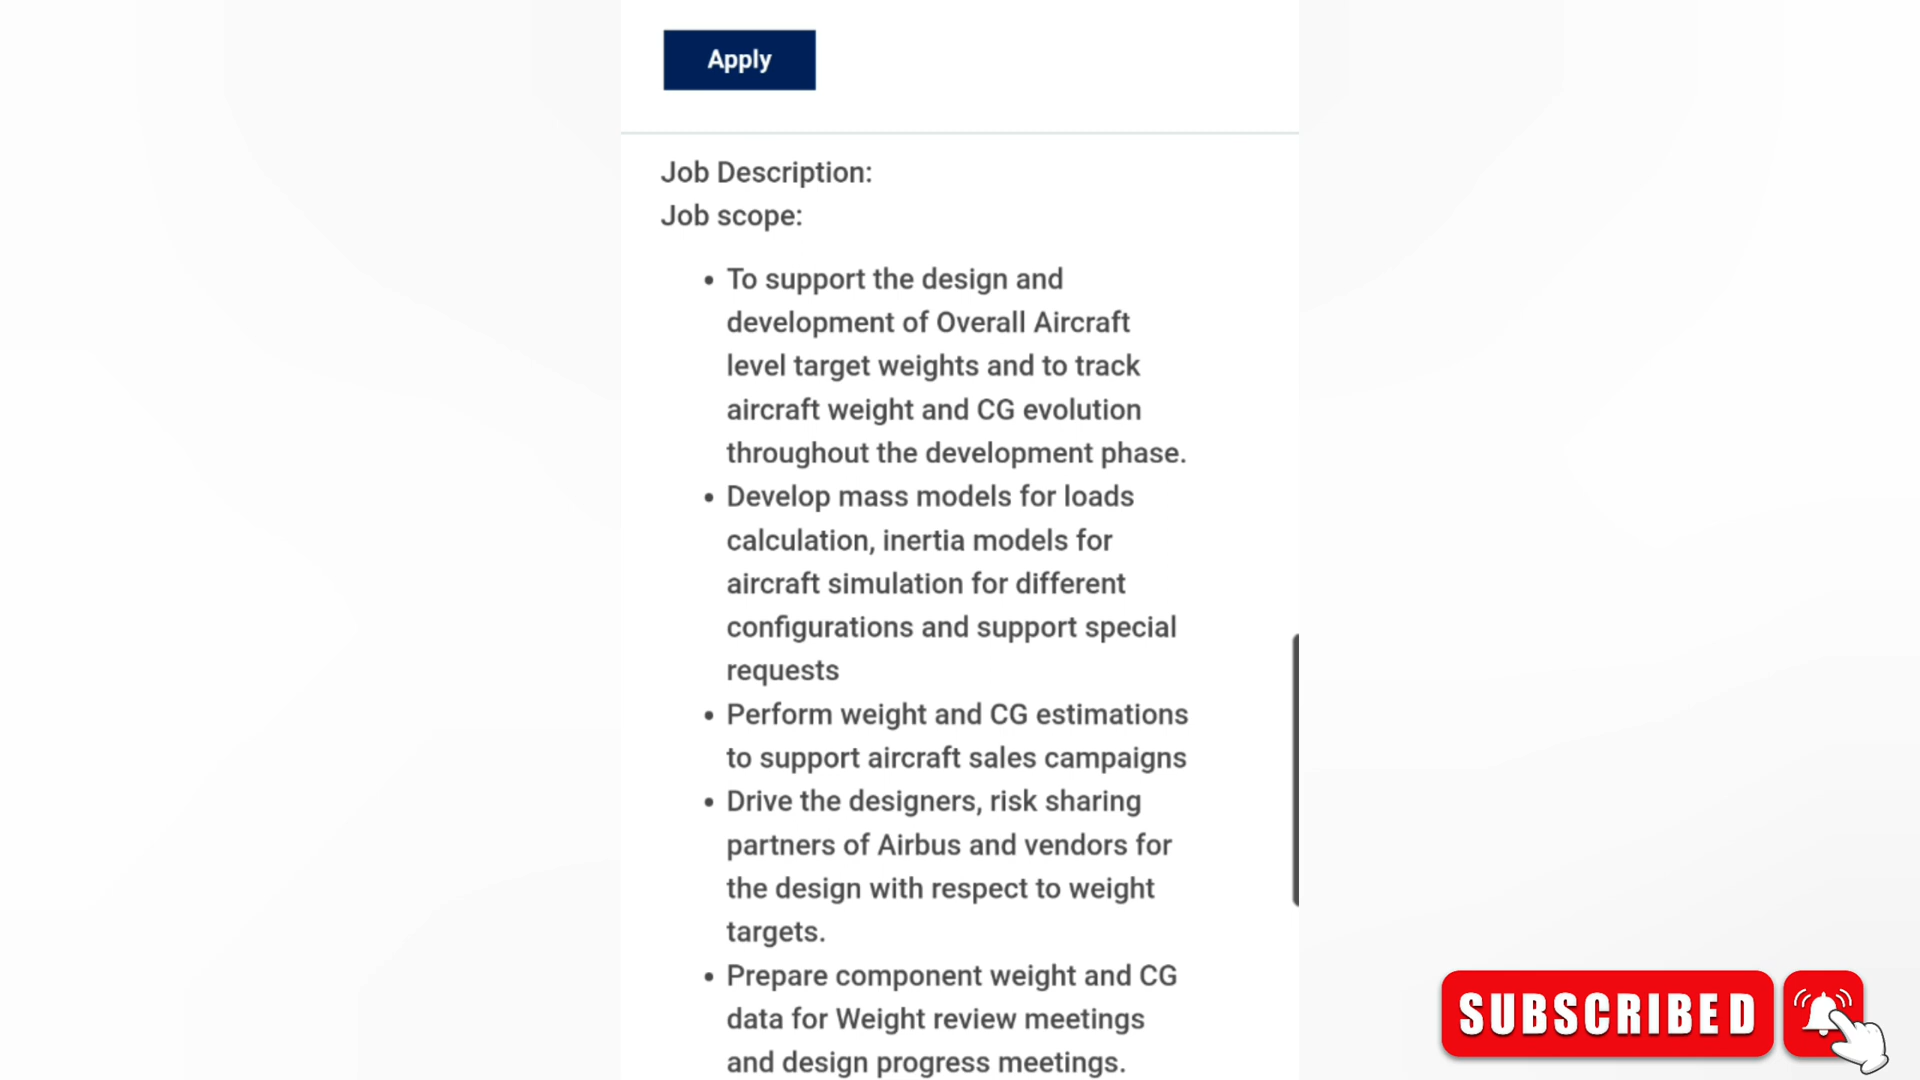 Apply
Job Description:
Job scope:
• To support the design and
development of Overall Aircraft
level target weights and to track
aircraft weight and CG evolution
throughout the development phase.
• Develop mass models for loads
calculation, inertia models for
aircraft simulation for different
configurations and support special
requests
• Perform weight and CG estimations
to support aircraft sales campaigns
• Drive the designers, risk sharing
partners of Airbus and vendors for
the design with respect to weight
targets.
• Prepare component weight and CG
data for Weight review meetings
and design progress meetings.
SUBSCRIBED